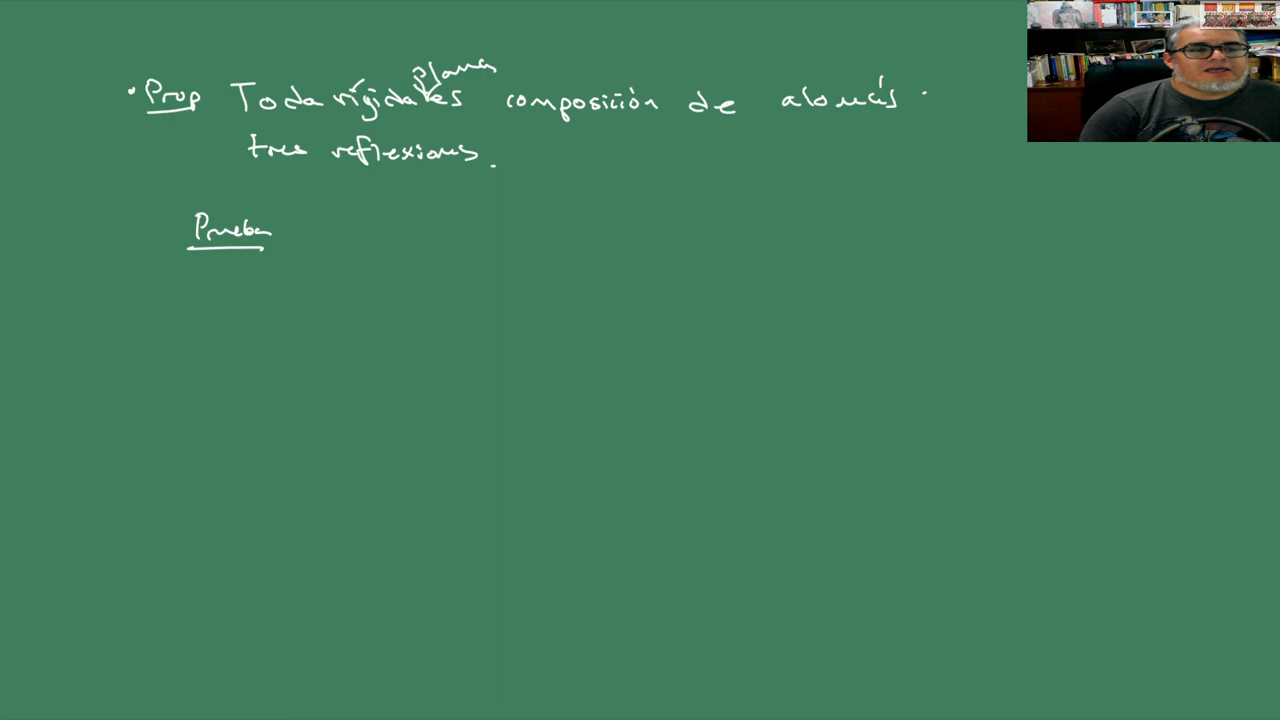 • Prop Toda rígida plana es composición de a lo más
tres reflexiones.
Prueba